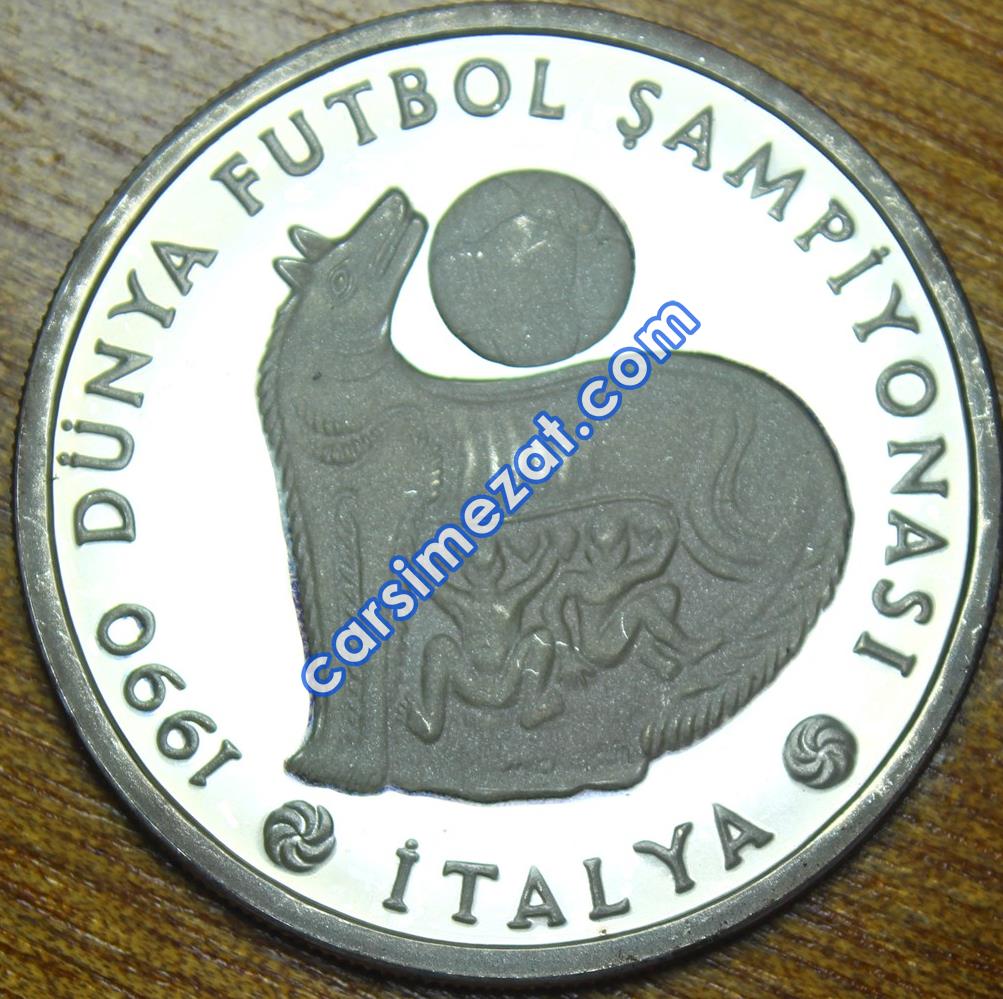 1990 DÜNYA FUTBOL ŞAMPİYONASI
İTALYA
carsimezat.com